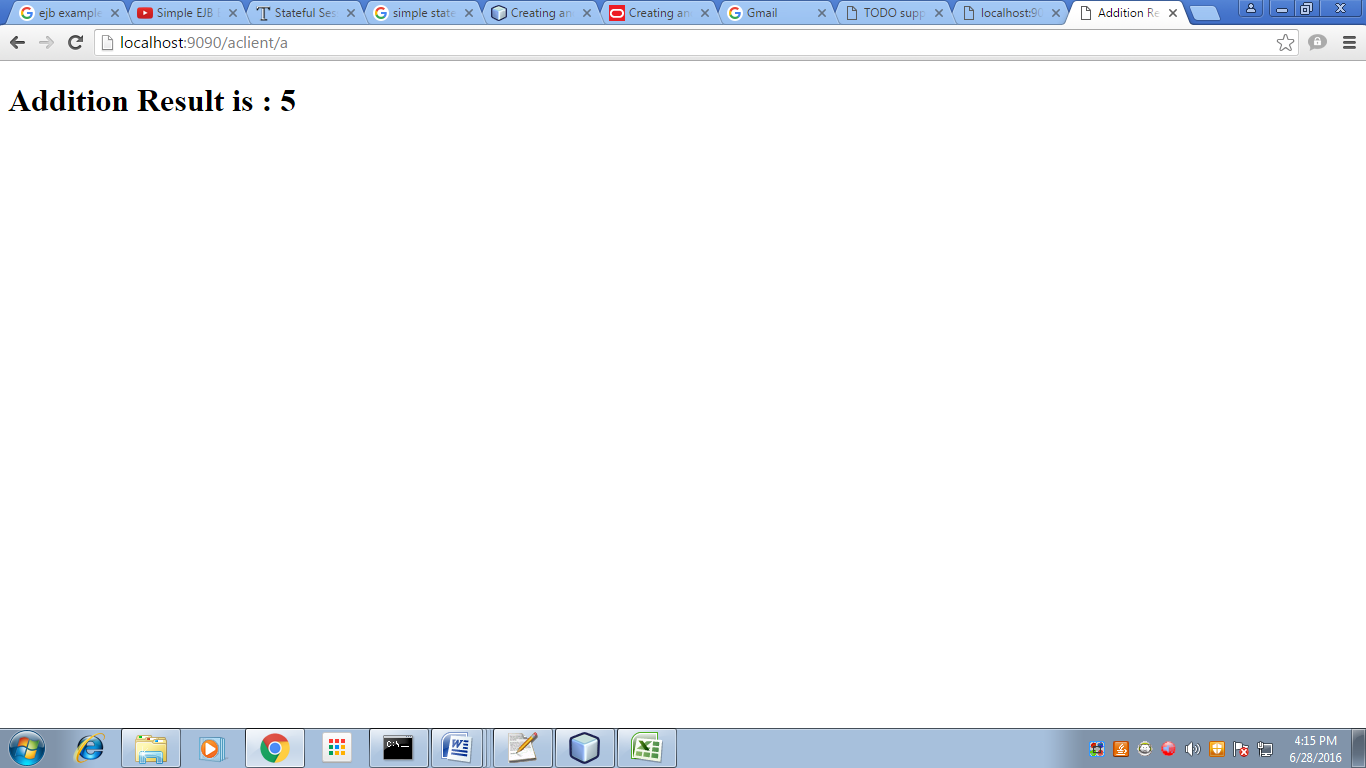 ejb example
Simple EJB
Stateful Ses
simple state
Creating an
Creating an
Gmail
TODO supp
localhost:90
Addition Re
localhost:9090/aclient/a
Addition Result is : 5
C:\
4:15 PM
6/28/2016